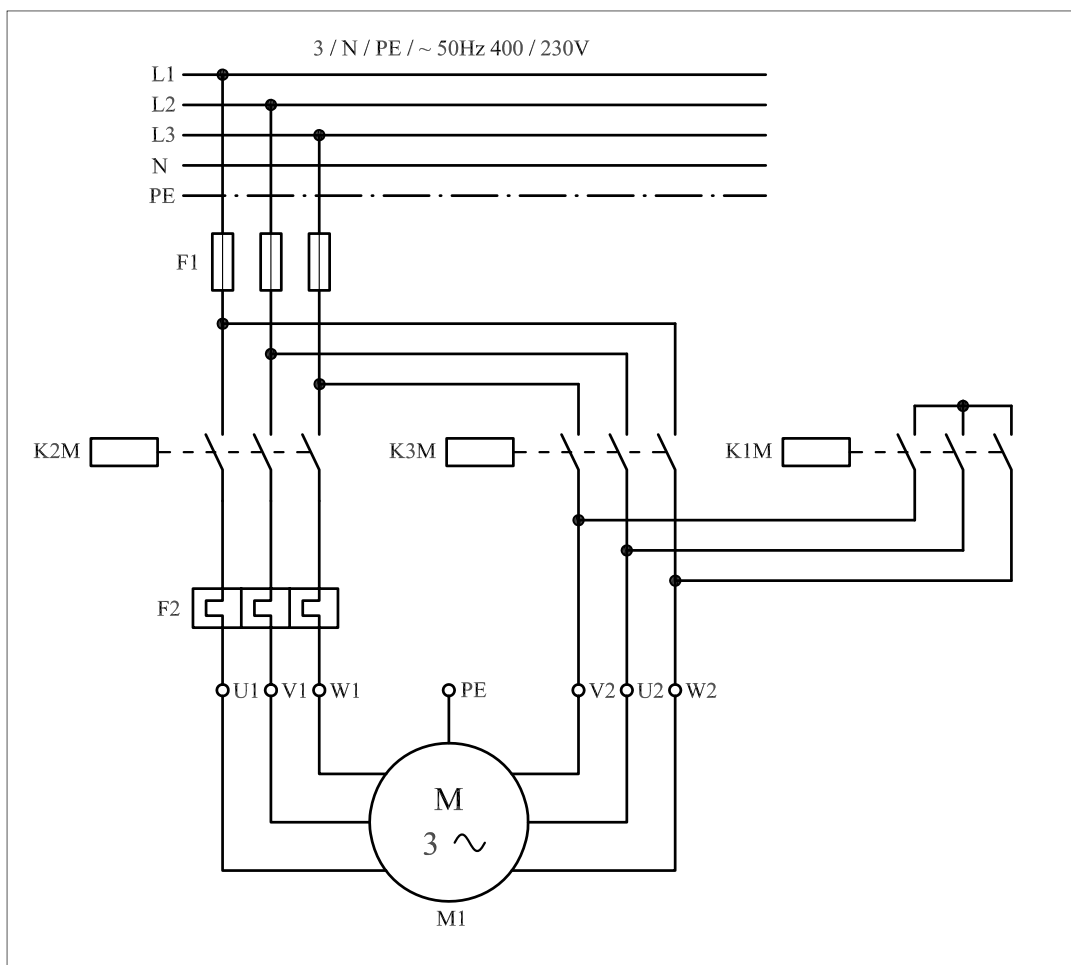 3 / N / PE / ~ 50Hz 400 / 230V
L1
L2
L3
N
PE
F1
K2M
K3M
K1M
F2
U1 V1 W1 PE V2 U2 W2
M
3 ~
M1